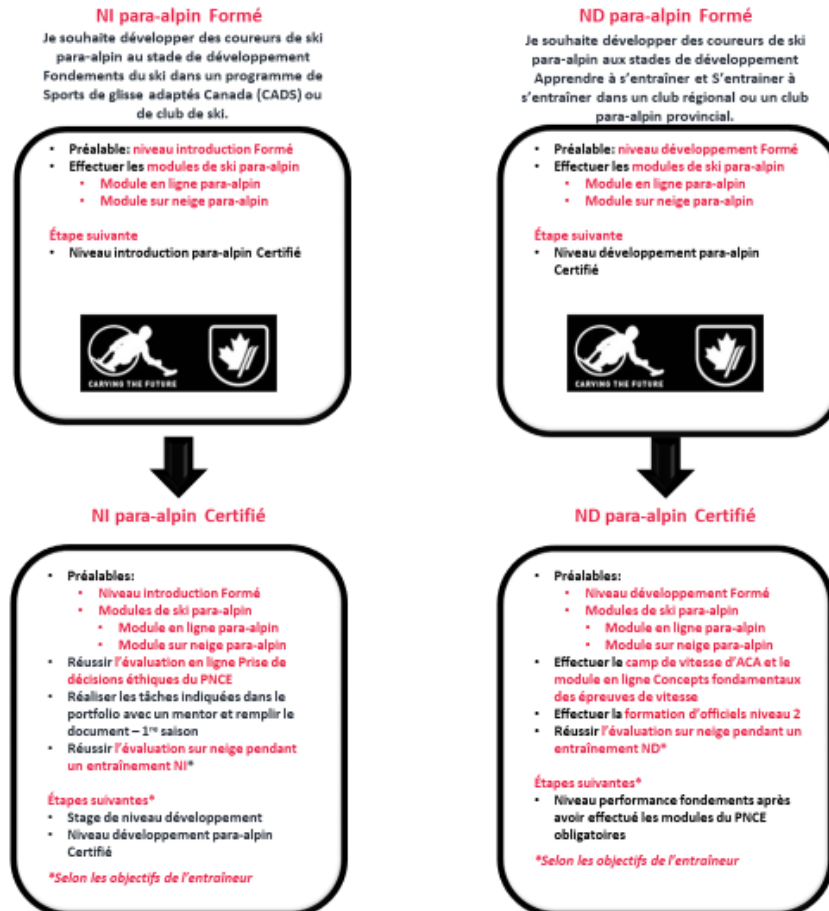 NI para-alpin Formé
Je souhaite développer des coureurs de ski
para-alpin au stade de développement
Fondements du ski dans un programme de
Sports de glisse adaptés Canada (CADS) ou
de club de ski.
• Préalable: niveau introduction Formé
• Effectuer les modules de ski para-alpin
• Module en ligne para-alpin
• Module sur neige para-alpin
Étape suivante
• Niveau introduction para-alpin Certifié
CARVING THE FUTURE
NI para-alpin Certifié
• Préalables:
• Niveau introduction Formé
• Modules de ski para-alpin
• Module en ligne para-alpin
• Module sur neige para-alpin
• Réussir l’évaluation en ligne Prise de
décisions éthiques du PNCE
• Réaliser les tâches indiquées dans le
portfolio avec un mentor et remplir le
document – 1re saison
• Réussir l’évaluation sur neige pendant
un entraînement NI*
Étapes suivantes*
• Stage de niveau développement
• Niveau développement para-alpin
Certifié
*Selon les objectifs de l’entraîneur
ND para-alpin Formé
Je souhaite développer des coureurs de ski
para-alpin aux stades de développement
Apprendre à s’entraîner et S’entrainer à
s’entraîner dans un club régional ou un club
para-alpin provincial.
• Préalable: niveau développement Formé
• Effectuer les modules de ski para-alpin
• Module en ligne para-alpin
• Module sur neige para-alpin
Étape suivante
• Niveau développement para-alpin
Certifié
CARVING THE FUTURE
ND para-alpin Certifié
• Préalables:
• Niveau développement Formé
• Modules de ski para-alpin
• Module en ligne para-alpin
• Module sur neige para-alpin
• Effectuer le camp de vitesse d’ACA et le
module en ligne Concepts fondamentaux
des épreuves de vitesse
• Effectuer la formation d’officiels niveau 2
• Réussir l’évaluation sur neige pendant un
entraînement ND*
Étapes suivantes*
• Niveau performance fondements après
avoir effectué les modules du PNCE
obligatoires
*Selon les objectifs de l’entraîneur